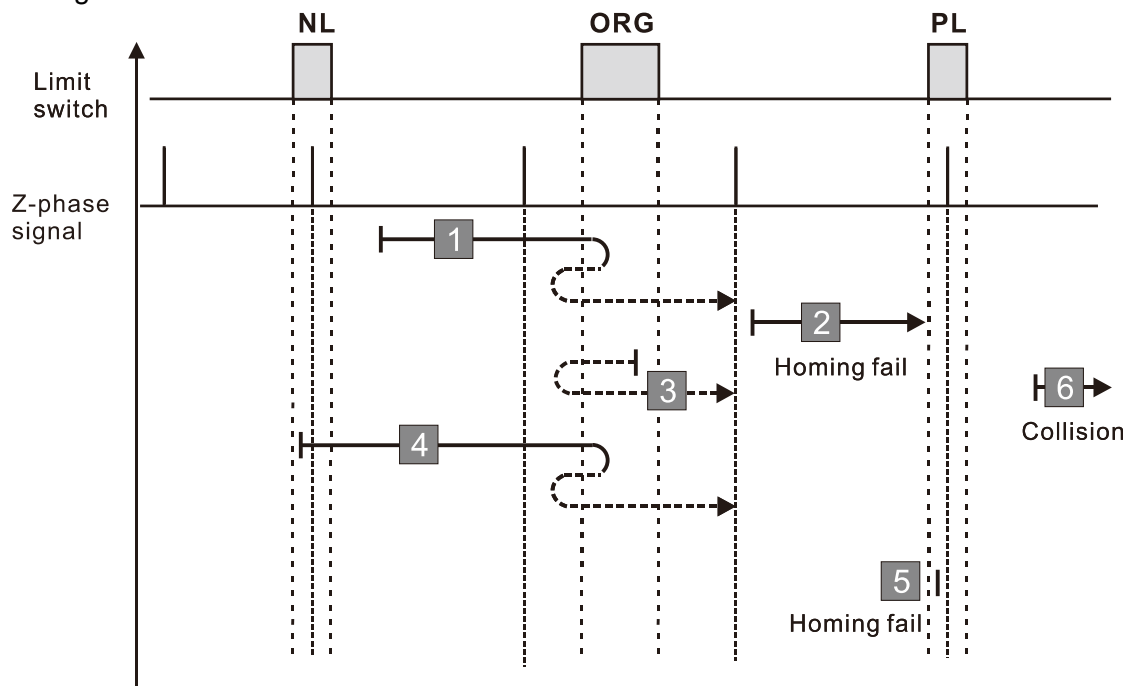 NL ORG PL
Limit
switch
Z-phase
signal
1
2
Homing fail
3
6
Collision
4
5
Homing fail